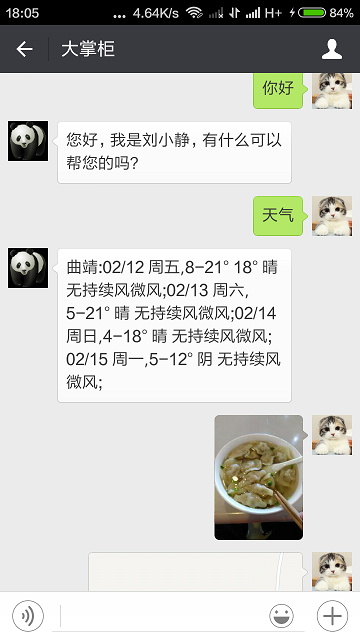 18:05 ... 4.64K/s H+ 84%
大掌柜
你好
您好，我是刘小静，有什么可以
帮您的吗?
天气
曲靖:02/12 周五,8-21° 18° 晴
无持续风微风;02/13 周六,
5-21° 晴 无持续风微风;02/14
周日,4-18° 晴 无持续风微风;
02/15 周一,5-12° 阴 无持续风
微风;